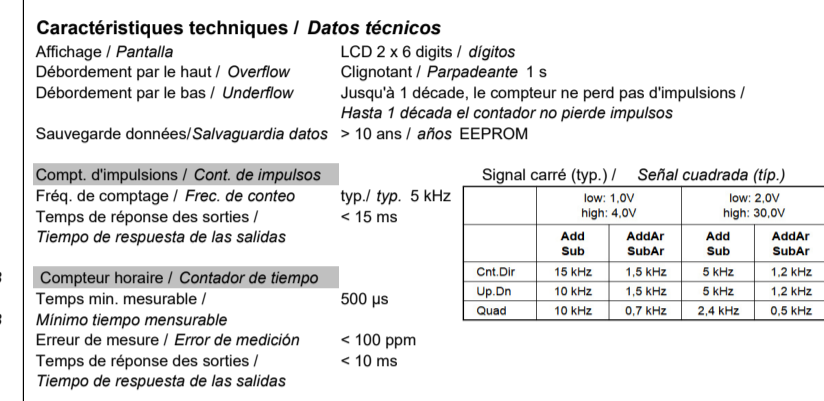 Caractéristiques techniques / Datos técnicos
Affichage / Pantalla LCD 2 x 6 digits / dígitos
Débordement par le haut / Overflow Clignotant / Parpadeante 1 s
Débordement par le bas / Underflow Jusqu'à 1 décade, le compteur ne perd pas d'impulsions /
Hasta 1 década el contador no pierde impulsos
Sauvegarde données/Salvaguardia datos > 10 ans / años EEPROM
Compt. d'impulsions / Cont. de impulsos
Fréq. de comptage / Frec. de conteo typ./ typ. 5 kHz
Temps de réponse des sorties / < 15 ms
Tiempo de respuesta de las salidas
Compteur horaire / Contador de tiempo
Temps min. mesurable / 500 µs
Mínimo tiempo mensurable
Erreur de mesure / Error de medición < 100 ppm
Temps de réponse des sorties / < 10 ms
Tiempo de respuesta de las salidas
Signal carré (typ.) / Señal cuadrada (típ.)
low: 1,0V low: 2,0V
high: 4,0V high: 30,0V
Add AddAr Add AddAr
Sub SubAr Sub SubAr
Cnt.Dir 15 kHz 1,5 kHz 5 kHz 1,2 kHz
Up.Dn 10 kHz 1,5 kHz 5 kHz 1,2 kHz
Quad 10 kHz 0,7 kHz 2,4 kHz 0,5 kHz